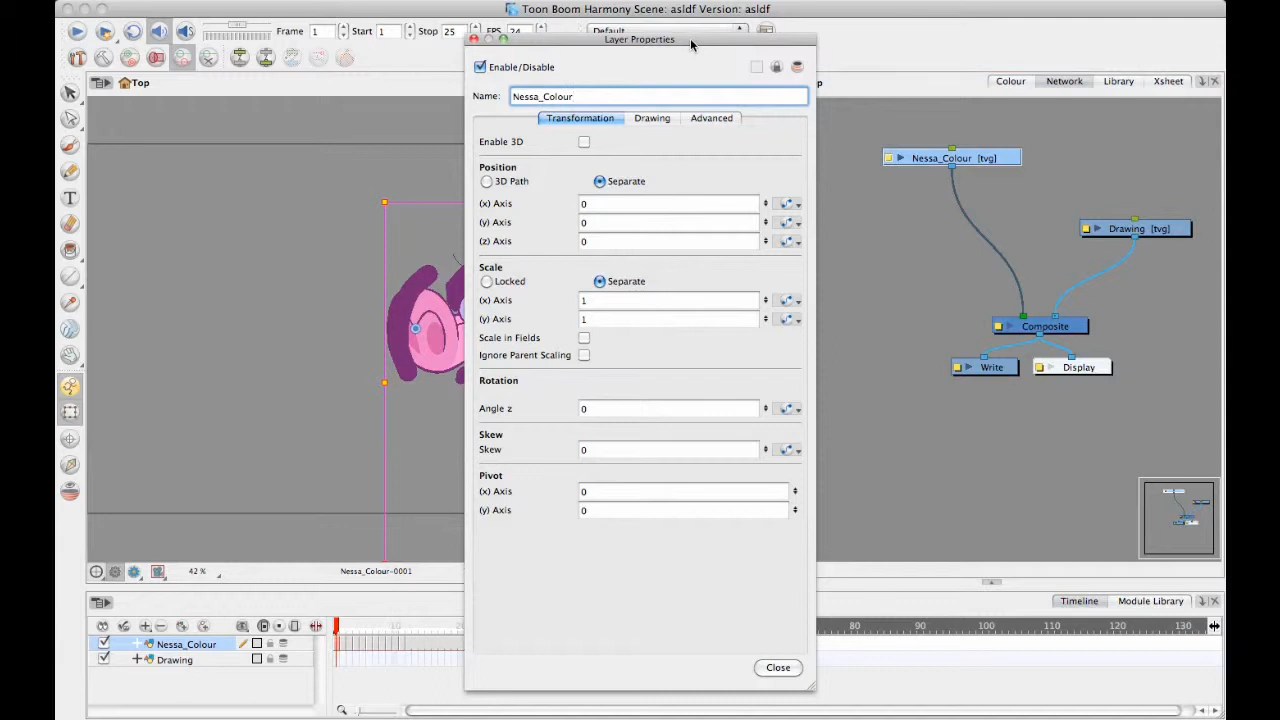 Toon Boom Harmony Scene: asldf Version: asldf
Frame 1 Start 1 Stop 25 FPS 24 Default
Layer Properties
Enable/Disable
Name: Nessa_Colour
Transformation Drawing Advanced
Enable 3D
Position
3D Path Separate
(x) Axis 0
(y) Axis 0
(z) Axis 0
Scale
Locked Separate
(x) Axis 1
(y) Axis 1
Scale in Fields
Ignore Parent Scaling
Rotation
Angle z 0
Skew
Skew 0
Pivot
(x) Axis 0
(y) Axis 0
Close
Top
T
42 %
Nessa_Colour-0001
Colour Network Library Xsheet
Nessa_Colour [tvg]
Drawing [tvg]
Composite
Write Display
Timeline Module Library
10 80 90 100 110 120 130
Nessa_Colour
Drawing